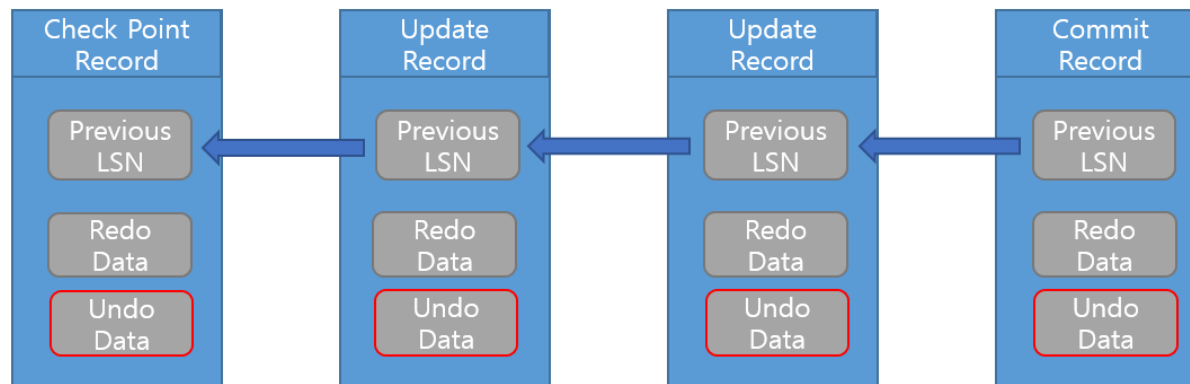 Check Point
Record
Update
Record
Update
Record
Commit
Record
Previous
LSN
Previous
LSN
Previous
LSN
Previous
LSN
Redo
Data
Redo
Data
Redo
Data
Redo
Data
Undo
Data
Undo
Data
Undo
Data
Undo
Data